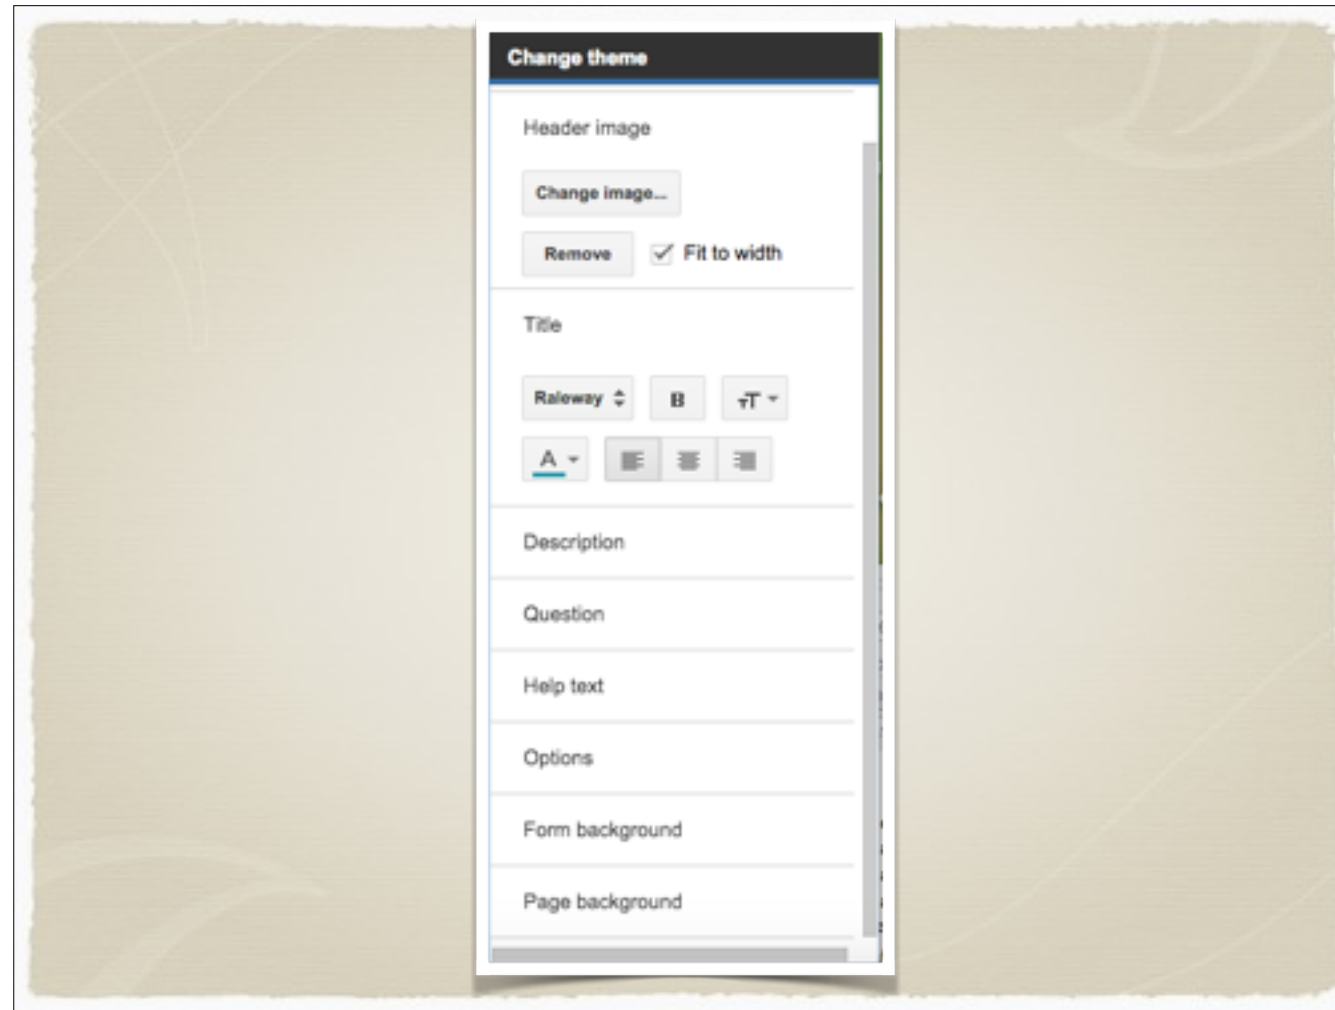 Change theme
Header image
Change image...
Remove Fit to width
Title
Raleway B TT
A
Description
Question
Help text
Options
Form background
Page background